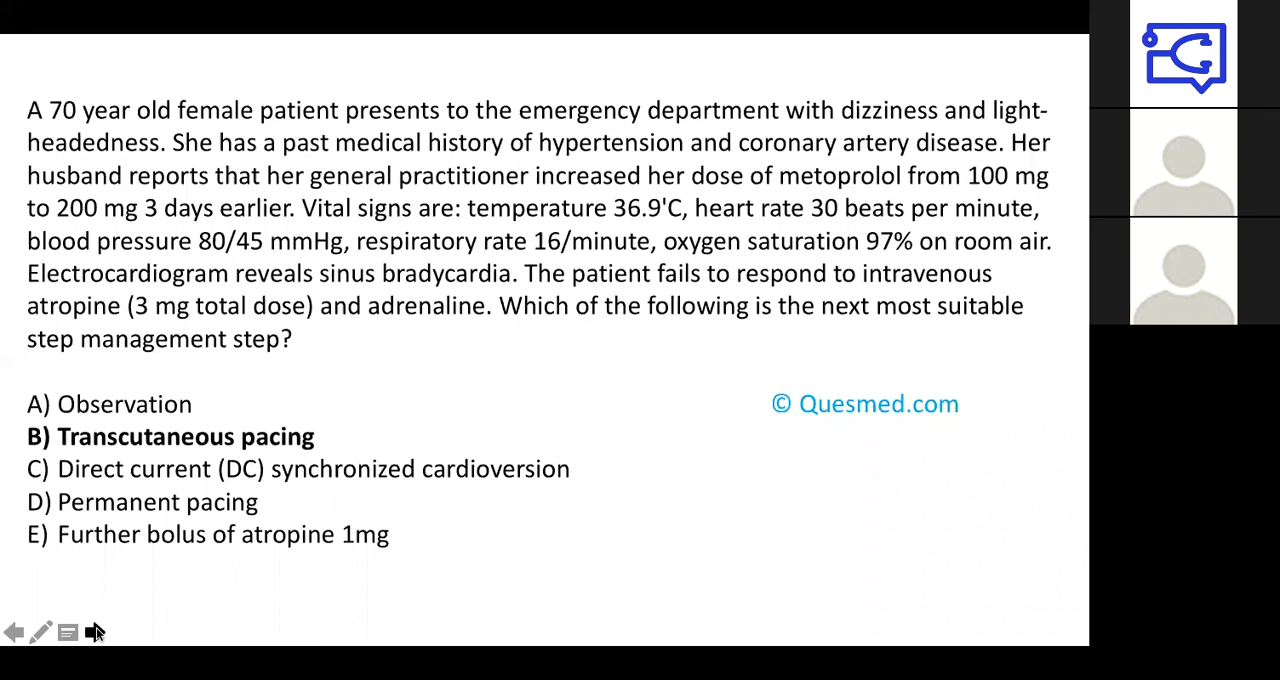 A 70 year old female patient presents to the emergency department with dizziness and light-
headedness. She has a past medical history of hypertension and coronary artery disease. Her
husband reports that her general practitioner increased her dose of metoprolol from 100 mg
to 200 mg 3 days earlier. Vital signs are: temperature 36.9'C, heart rate 30 beats per minute,
blood pressure 80/45 mmHg, respiratory rate 16/minute, oxygen saturation 97% on room air.
Electrocardiogram reveals sinus bradycardia. The patient fails to respond to intravenous
atropine (3 mg total dose) and adrenaline. Which of the following is the next most suitable
step management step?
A) Observation
© Quesmed.com
B) Transcutaneous pacing
C) Direct current (DC) synchronized cardioversion
D) Permanent pacing
E) Further bolus of atropine 1mg